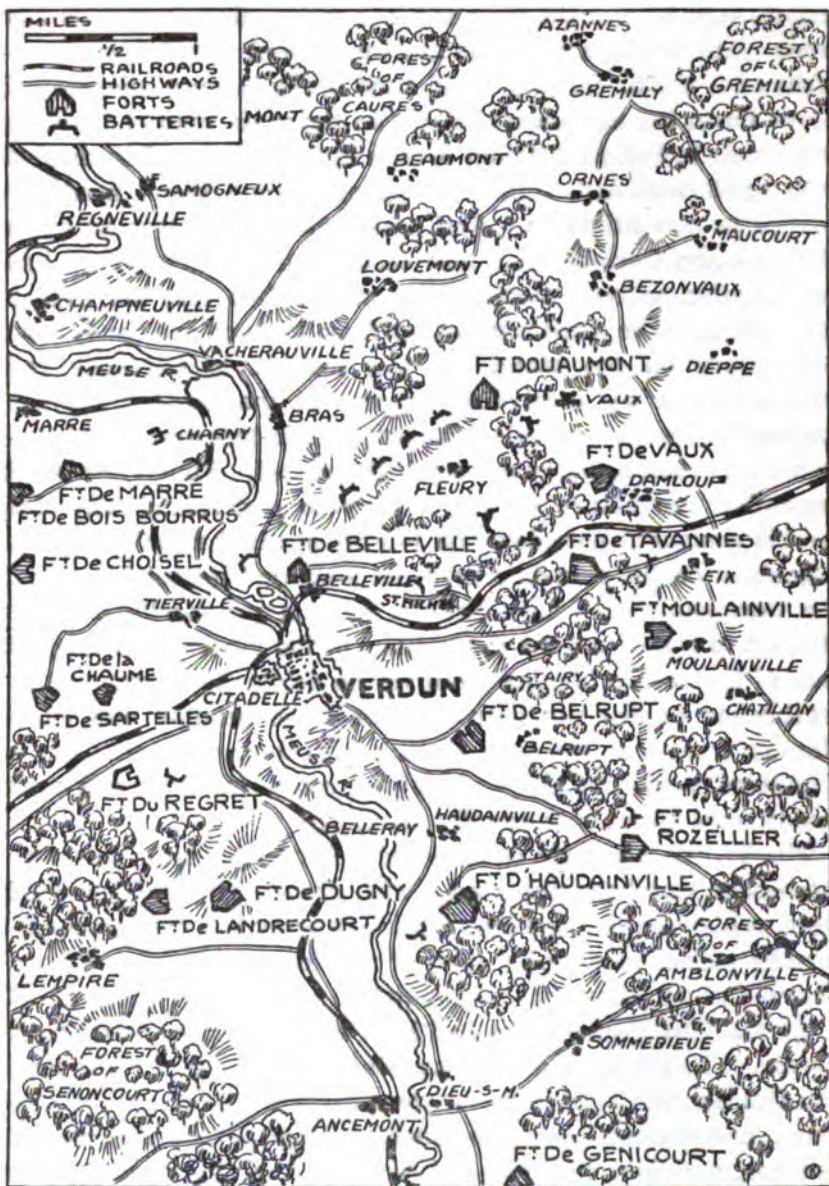 MILES
1/2 1
RAILROADS
HIGHWAYS
FORTS
BATTERIES
MONT
FOREST
OF
CAURES
AZANNES
GREMILLY
FOREST
OF
GREMILLY
BEAUMONT
SAMOGNEUX
REGNEVILLE
ORNES
MAUCOURT
LOUVEMONT
BEZONVAUX
CHAMPNEUVILLE
VACHERAUVILLE
MEUSE R.
FT DOUAUMONT
DIEPPE
VAUX
MARRE
BRAS
CHARNY
FT. De VAUX
DAMLOUP
FLEURY
FT. De MARRE
FT. De BOIS BOURRUS
FT. De BELLEVILLE
FT. De TAVANNES
FT. De CHOISEL
BELLEVILLE
EIX
TIERVILLE
FT. MOULAINVILLE
MOULAINVILLE
FT. De la
CHAUME
ST AIRY
CITADELLE
VERDUN
CHATILLON
FT. De SARTELLES
FT. De BELRUPT
BELRUPT
MEUSE R.
FT. Du REGRET
HAUDAINVILLE
FT. Du
ROZELLIER
BELLERAY
FT. De DUGNY
FT. D'HAUDAINVILLE
FT. De LANDRECOURT
FOREST
OF
AMBLONVILLE
LEMPIRE
SOMMEDIEUE
FOREST
OF
SENONCOURT
DIEU-S-M.
ANCEMONT
FT. De GENICOURT